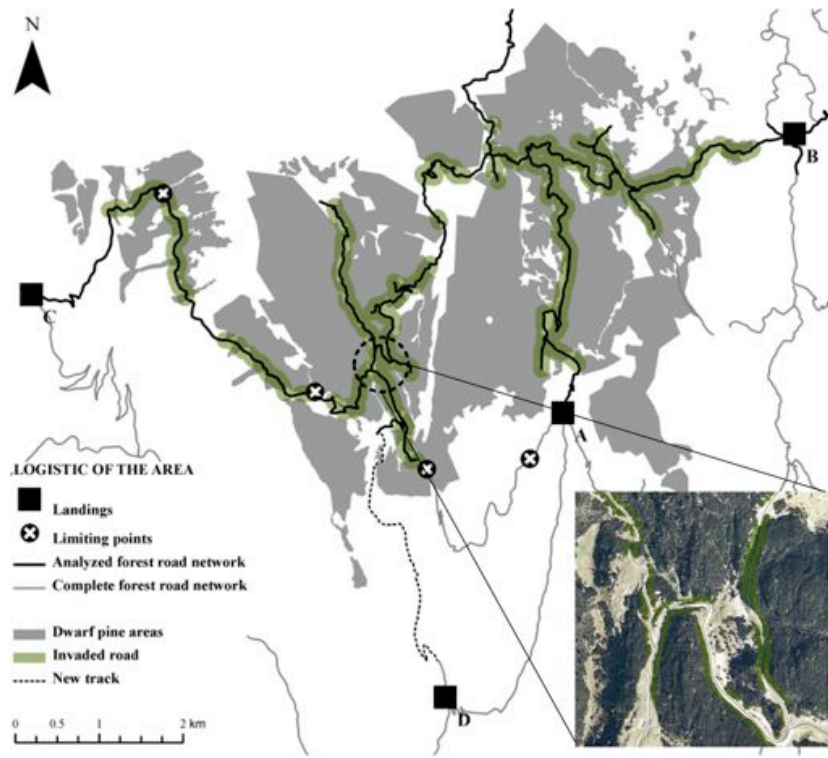 N
B
C
A
LOGISTIC OF THE AREA
Landings
Limiting points
Analyzed forest road network
Complete forest road network
Dwarf pine areas
Invaded road
New track
D
0 0.5 1 2 km